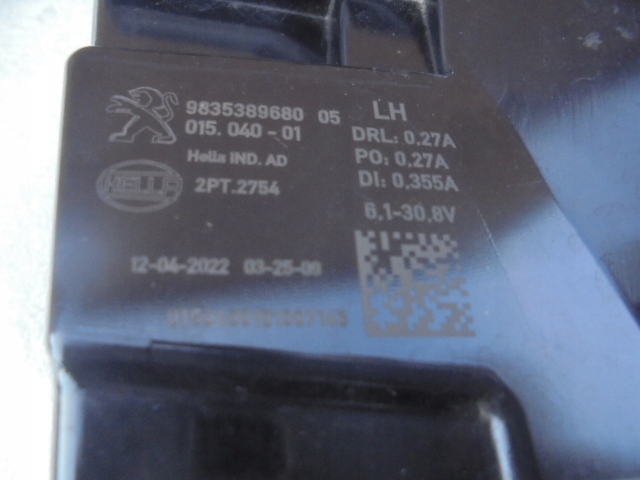 9835389680 05 LH
015.040-01 DRL: 0,27A
Hella IND. AD PO: 0,27A
HELLA 2PT.2754 DI: 0,355A
6,1-30,8V
12-04-2022 03-25-09